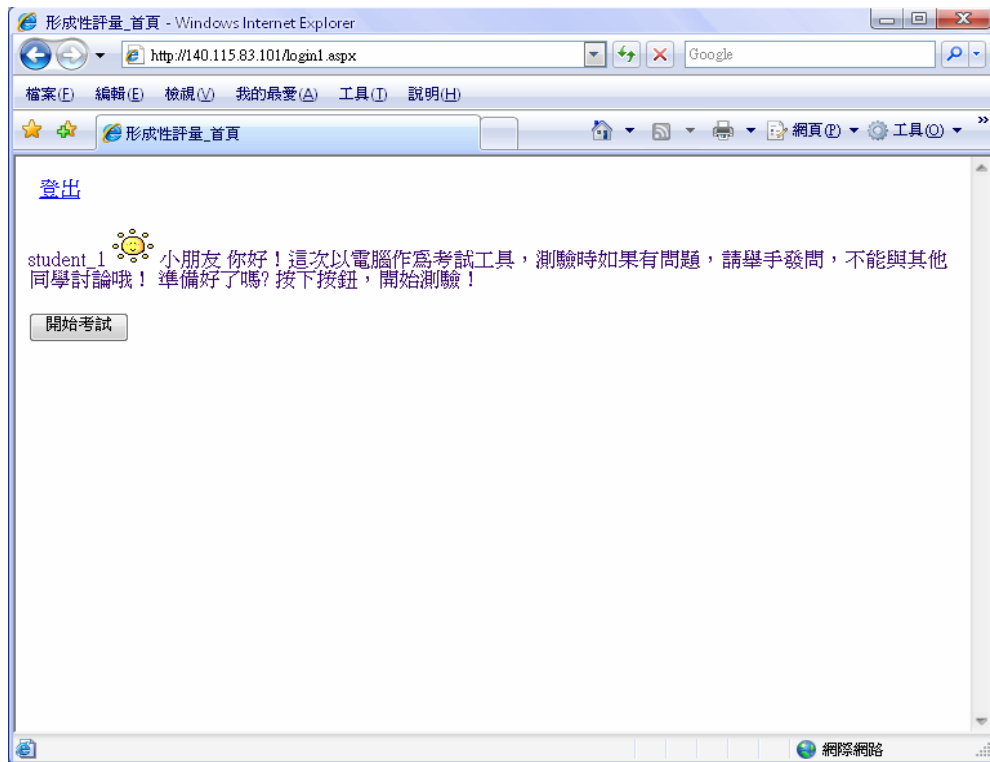 形成性評量_首頁 - Windows Internet Explorer
http://140.115.83.101/login1.aspx
Google
檔案(F) 編輯(E) 檢視(V) 我的最愛(A) 工具(T) 說明(H)
形成性評量_首頁
網頁(P) 工具(O) »
登出
student_1 小朋友 你好！這次以電腦作為考試工具，測驗時如果有問題，請舉手發問，不能與其他
同學討論哦！ 準備好了嗎? 按下按鈕，開始測驗！
開始考試
網際網路